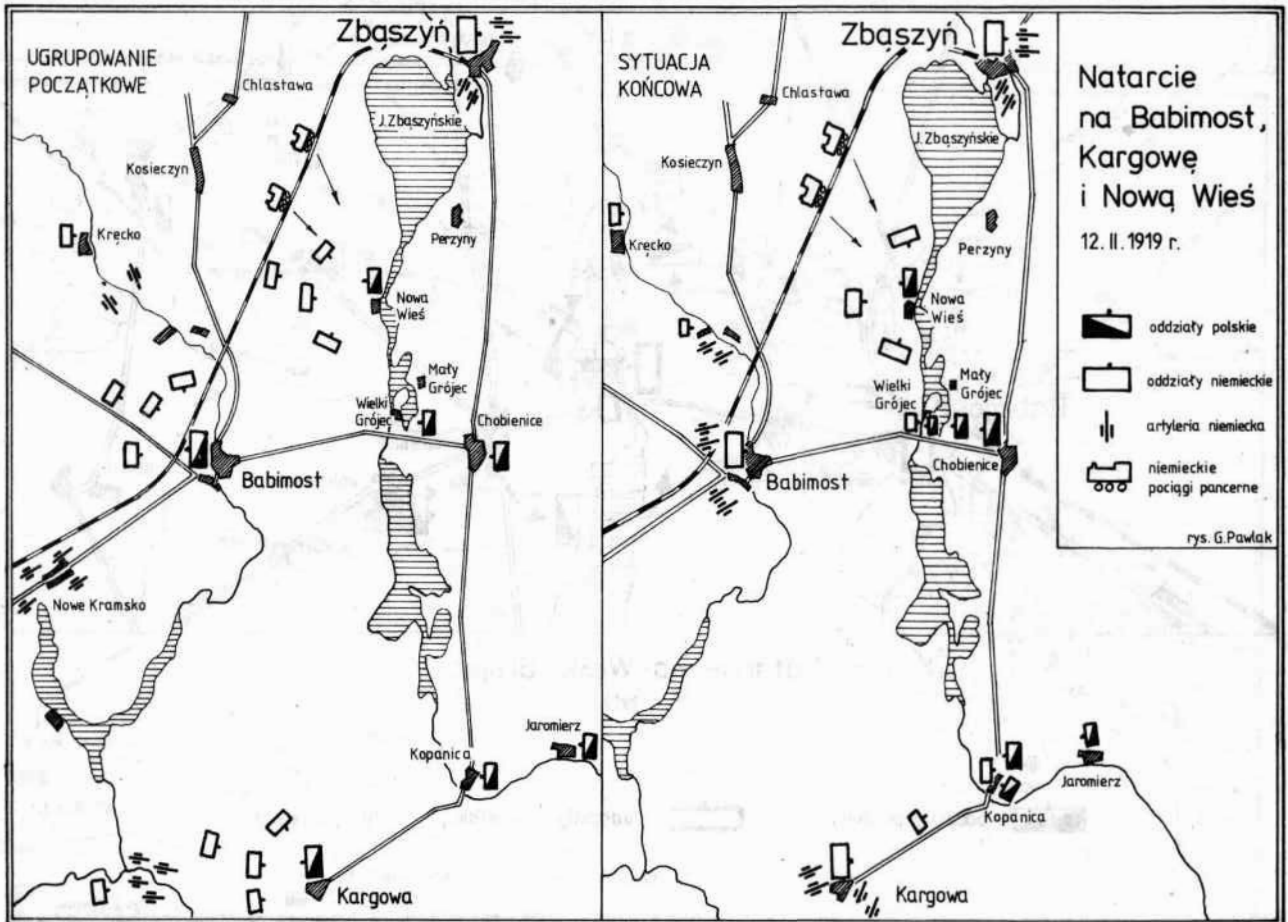 UGRUPOWANIE
POCZĄTKOWE
Zbąszyń
Chlastawa
J. Zbąszyńskie
Kosieczyn
Kręcko
Perzyny
Nowa
Wieś
Mały
Grójec
Wielki
Grójec
Chobienice
Babimost
Nowe Kramsko
Kopanica
Jaromierz
Kargowa
SYTUACJA
KOŃCOWA
Zbąszyń
Chlastawa
J. Zbąszyńskie
Kosieczyn
Kręcko
Perzyny
Nowa
Wieś
Mały
Grójec
Wielki
Grójec
Chobienice
Babimost
Jaromierz
Kopanica
Kargowa
Natarcie
na Babimost,
Kargowę
i Nową Wieś
12. II. 1919 r.
oddziały polskie
oddziały niemieckie
artyleria niemiecka
niemieckie
pociągi pancerne
rys. G. Pawlak